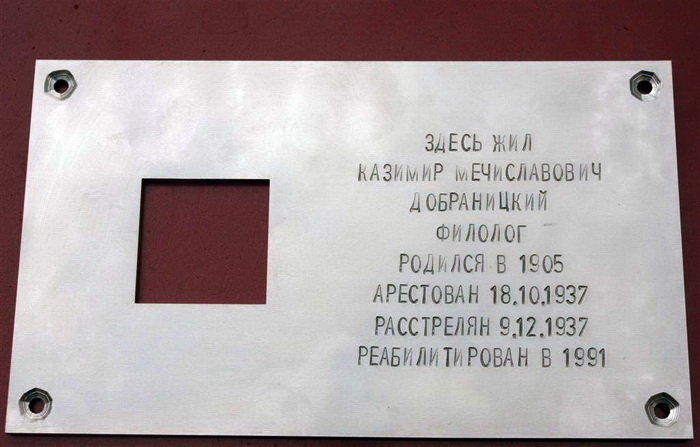 ЗДЕСЬ ЖИЛ
КАЗИМИР МЕЧИСЛАВОВИЧ
ДОБРАНИЦКИЙ
ФИЛОЛОГ
РОДИЛСЯ В 1905
АРЕСТОВАН 18.10.1937
РАССТРЕЛЯН 9.12.1937
РЕАБИЛИТИРОВАН В 1991